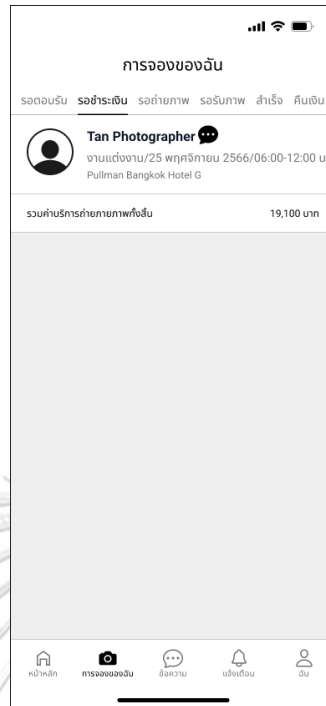 การจองของฉัน
รอตอบรับ รอชำระเงิน รอถ่ายภาพ รอรับภาพ สำเร็จ คืนเงิน
Tan Photographer
งานแต่งงาน/25 พฤศจิกายน 2566/06:00-12:00 น
Pullman Bangkok Hotel G
รวมค่าบริการถ่ายภายภาพทั้งสิ้น 19,100 บาท
หน้าหลัก การจองของฉัน ข้อความ แจ้งเตือน ฉัน